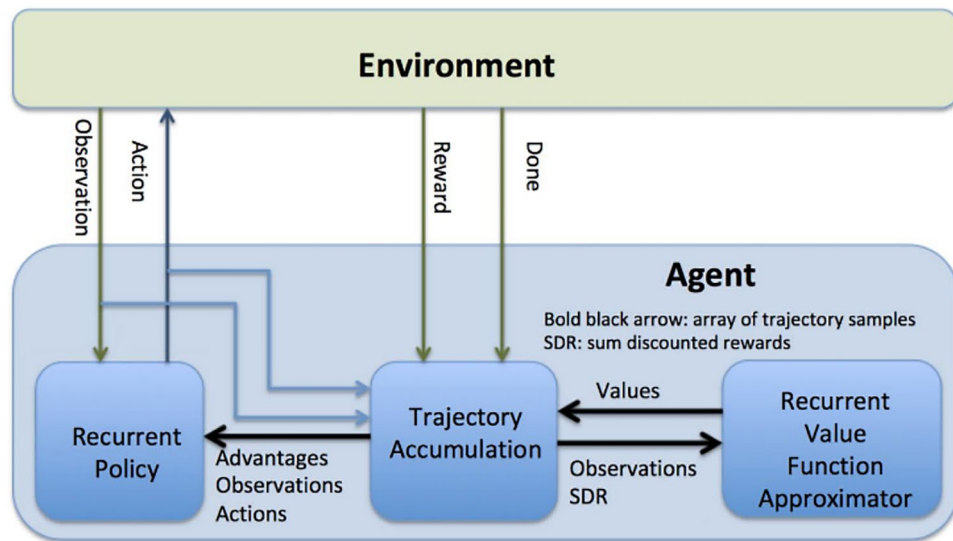 Environment
Observation
Action
Reward
Done
Agent
Bold black arrow: array of trajectory samples
SDR: sum discounted rewards
Recurrent
Policy
Advantages
Observations
Actions
Trajectory
Accumulation
Values
Observations
SDR
Recurrent
Value
Function
Approximator